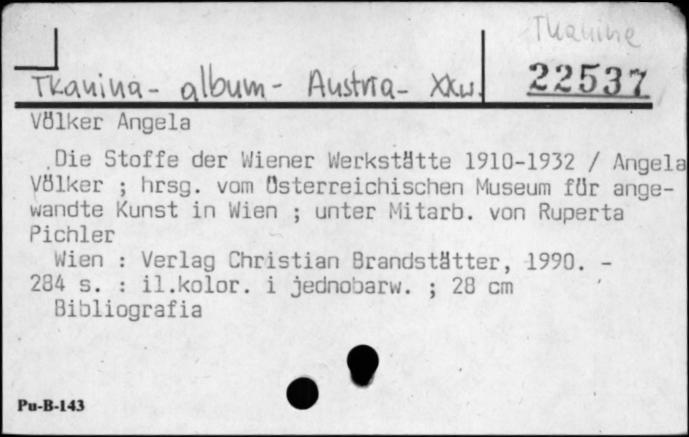 Tkanine
Tkanina - album - Austria - XXw.
22537
Völker Angela
Die Stoffe der Wiener Werkstätte 1910-1932 / Angela
Völker ; hrsg. vom Österreichischen Museum für ange-
wandte Kunst in Wien ; unter Mitarb. von Ruperta
Pichler
Wien : Verlag Christian Brandstätter, 1990. -
284 s. : il.kolor. i jednobarw. ; 28 cm
Bibliografia
Pu-B-143